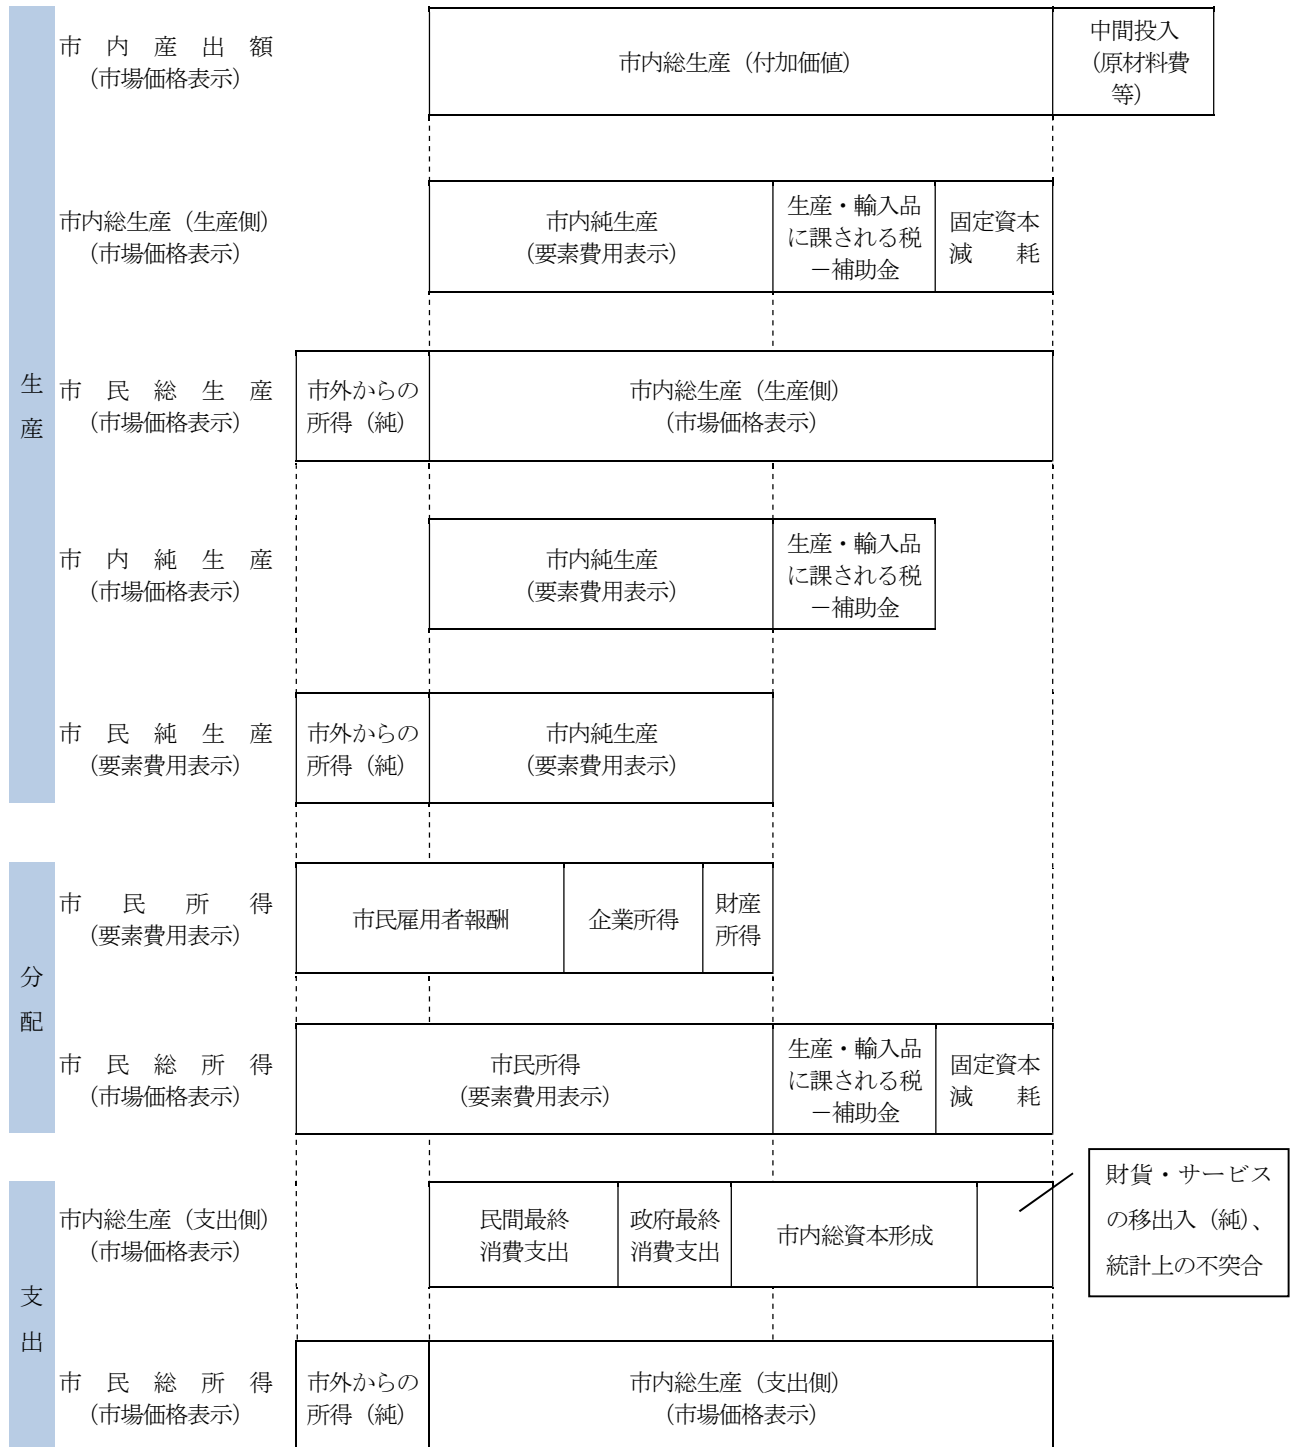 市内産出額
（市場価格表示）
市内総生産（付加価値）
中間投入
（原材料費
等）
市内総生産（生産側）
（市場価格表示）
市内純生産
（要素費用表示）
生産・輸入品
に課される税
－補助金
固定資本
減耗
生産
市民総生産
（市場価格表示）
市外からの
所得（純）
市内総生産（生産側）
（市場価格表示）
市内純生産
（市場価格表示）
市内純生産
（要素費用表示）
生産・輸入品
に課される税
－補助金
市民純生産
（要素費用表示）
市外からの
所得（純）
市内純生産
（要素費用表示）
分配
市民所得
（要素費用表示）
市民雇用者報酬
企業所得
財産
所得
市民総所得
（市場価格表示）
市民所得
（要素費用表示）
生産・輸入品
に課される税
－補助金
固定資本
減耗
支出
市内総生産（支出側）
（市場価格表示）
民間最終
消費支出
政府最終
消費支出
市内総資本形成
財貨・サービス
の移出入（純）、
統計上の不突合
市民総所得
（市場価格表示）
市外からの
所得（純）
市内総生産（支出側）
（市場価格表示）